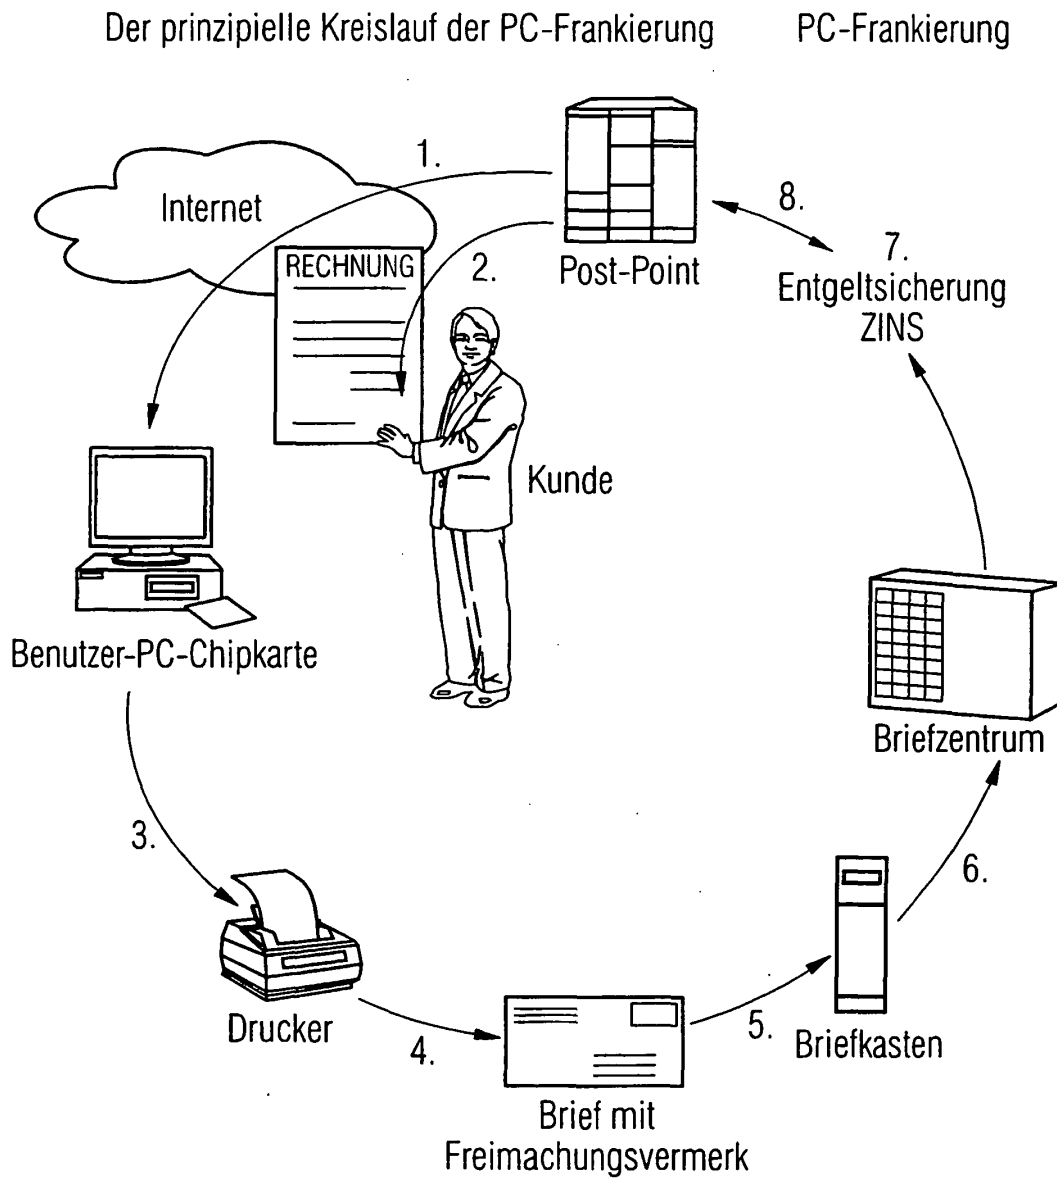 Der prinzipielle Kreislauf der PC-Frankierung
PC-Frankierung
1.
Internet
8.
RECHNUNG
2.
Post-Point
7.
Entgeltsicherung
ZINS
Kunde
Benutzer-PC-Chipkarte
Briefzentrum
3.
6.
Drucker
4.
5.
Briefkasten
Brief mit
Freimachungsvermerk